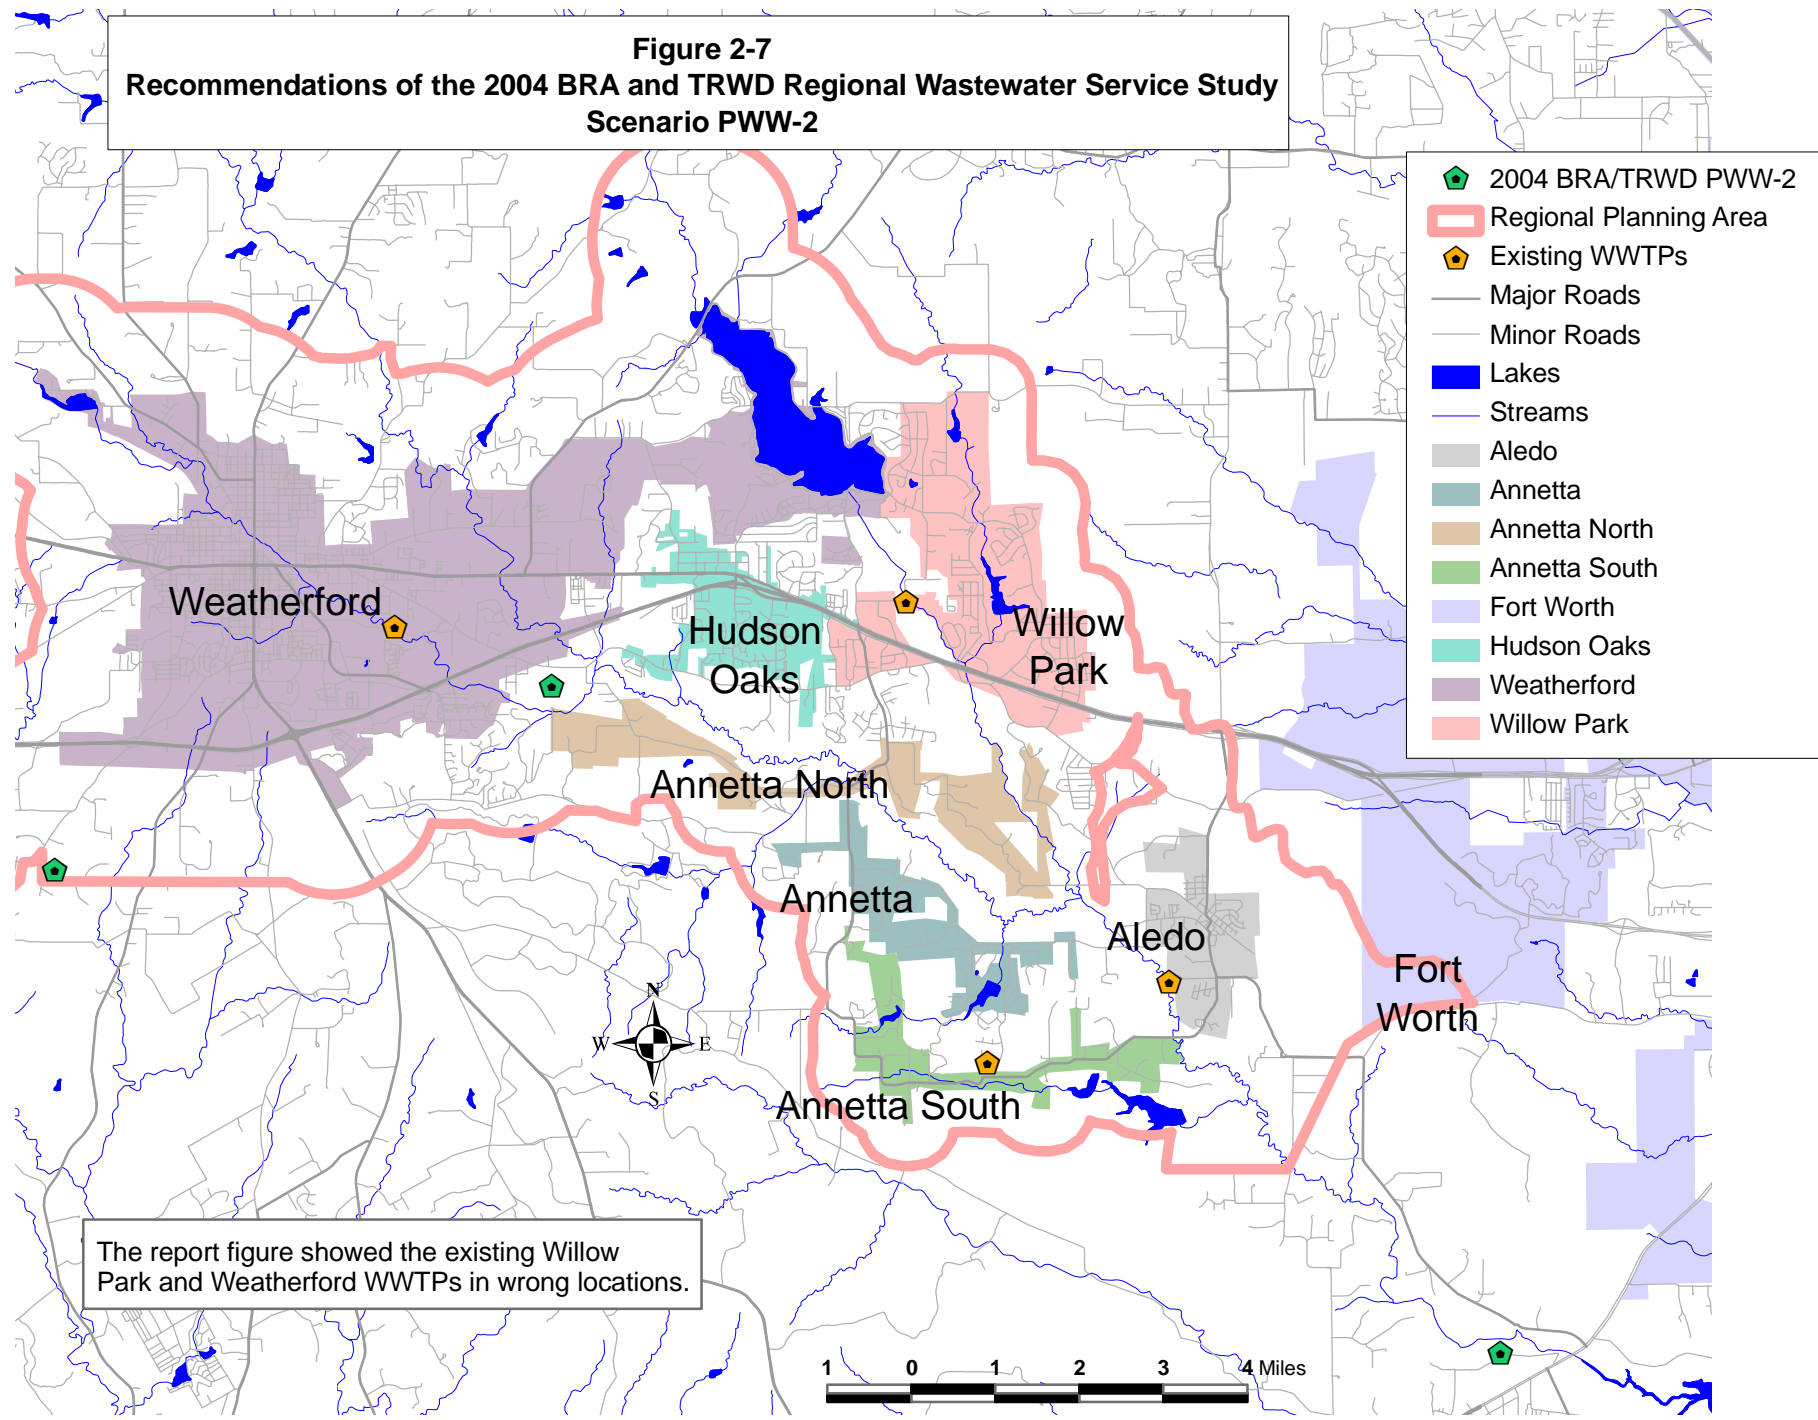 Figure 2-7
Recommendations of the 2004 BRA and TRWD Regional Wastewater Service Study
Scenario PWW-2
2004 BRA/TRWD PWW-2
Regional Planning Area
Existing WWTPs
Major Roads
Minor Roads
Lakes
Streams
Aledo
Annetta
Annetta North
Annetta South
Fort Worth
Hudson Oaks
Weatherford
Willow Park
Weatherford
Hudson
Oaks
Willow
Park
Annetta North
Annetta
Aledo
Fort
Worth
N
W
E
S
Annetta South
The report figure showed the existing Willow
Park and Weatherford WWTPs in wrong locations.
1 0 1 2 3 4 Miles